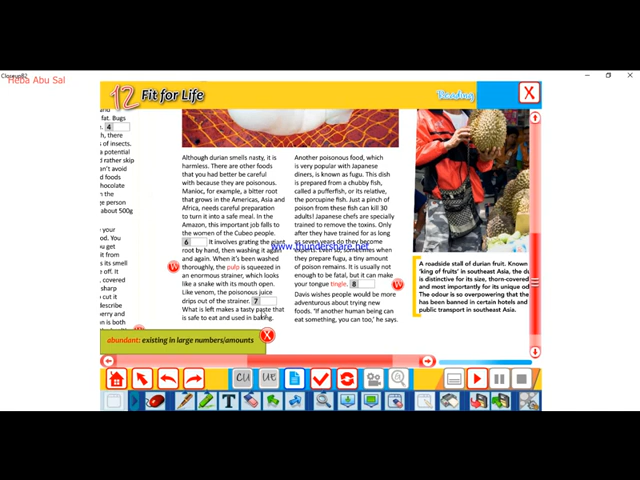 Closeup B2
Heba Abu Sal
12 Fit for Life
Reading
X
and
fat. Bugs
4
h, there
s of insects.
a potential
d rather skip
n't avoid
d foods
hocolate
n the
ge person
about 500g
your
od. You
u get
it from
s its smell
e off. It
sharp
o cut it
describe
erry and
n is both
Although durian smells nasty, it is
harmless. There are other foods
that you had better be careful
with because they are poisonous.
Manioc, for example, a bitter root
that grows in the Americas, Asia and
Africa, needs careful preparation
to turn it into a safe meal. In the
Amazon, this important job falls to
the women of the Cubeo people.
6 It involves grating the giant
root by hand, then washing it again
and again. When it's been washed
thoroughly, the pulp is squeezed in
an enormous strainer, which looks
like a snake with its mouth open.
Like venom, the poisonous juice
drips out of the strainer. 7
What is left makes a tasty paste that
is safe to eat and used in baking.
Another poisonous food, which
is very popular with Japanese
diners, is known as fugu. This dish
is prepared from a chubby fish,
called a pufferfish, or its relative,
the porcupine fish. Just a pinch of
poison from these fish can kill 30
adults! Japanese chefs are specially
trained to remove the toxins. Only
after they have trained for as long
as seven years do they become
experts. Even so, sometimes when
they prepare fugu, a tiny amount
of poison remains. It is usually not
enough to be fatal, but it can make
your tongue tingle. 8
Davis wishes people would be more
adventurous about trying new
foods. 'If another human being can
eat something, you can too,' he says.
www.thundershare.net
W
W
A roadside stall of durian fruit. Known
'king of fruits' in southeast Asia, the du
is distinctive for its size, thorn-covered
and most importantly for its unique od
The odour is so overpowering that the
has been banned in certain hotels and
public transport in southeast Asia.
abundant: existing in large numbers/amounts
X
CU
UE
T